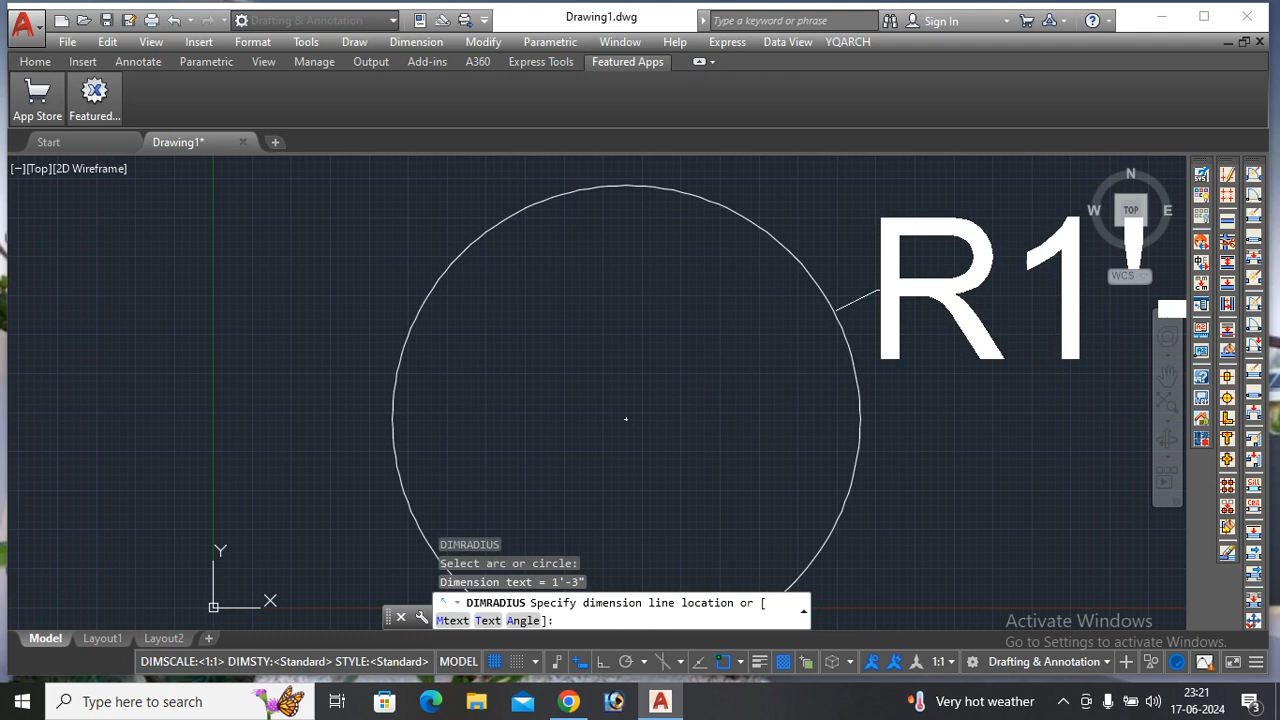 Drafting & Annotation
Drawing1.dwg
Type a keyword or phrase
Sign In
File Edit View Insert Format Tools Draw Dimension Modify Parametric Window Help Express Data View YQARCH
Home Insert Annotate Parametric View Manage Output Add-ins A360 Express Tools Featured Apps
App Store Featured...
Start Drawing1*
[−][Top][2D Wireframe]
N
W TOP E
WCS
R1'-
Y
X
DIMRADIUS
Select arc or circle:
Dimension text = 1'-3"
DIMRADIUS Specify dimension line location or [
Mtext Text Angle]:
Activate Windows
Go to Settings to activate Windows.
Model Layout1 Layout2 +
DIMSCALE:<1:1> DIMSTY:<Standard> STYLE:<Standard> MODEL 1:1 Drafting & Annotation
Type here to search
Very hot weather
23:21
17-06-2024
3